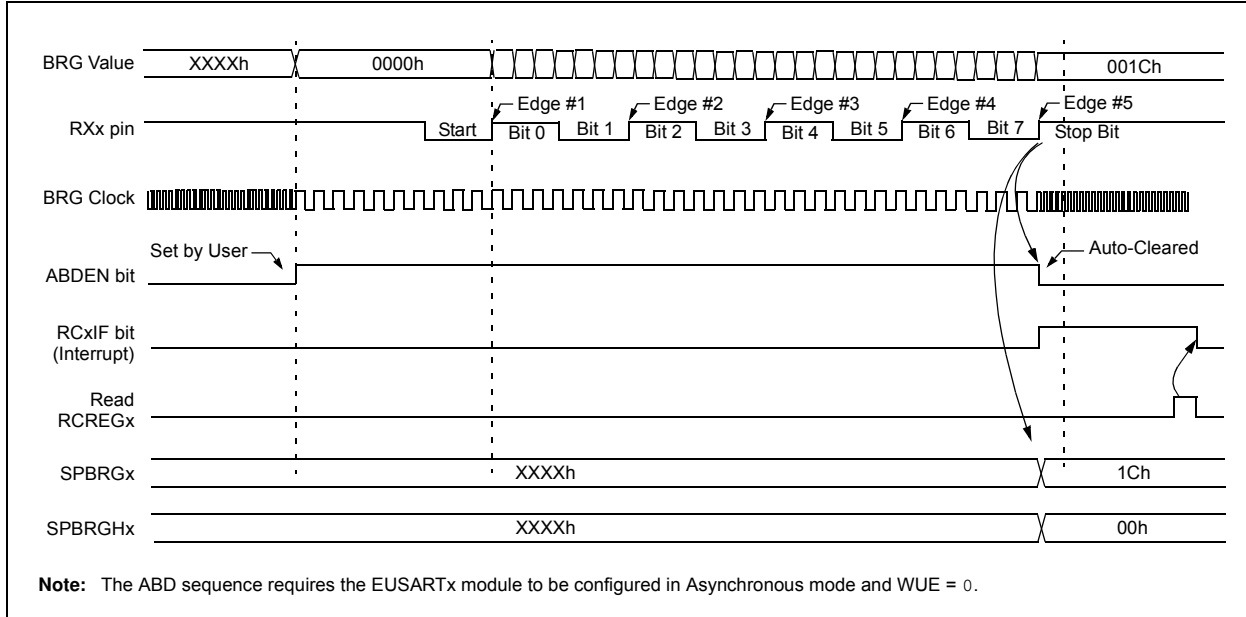 BRG Value XXXXh 0000h 001Ch
Edge #1 Edge #2 Edge #3 Edge #4 Edge #5
RXx pin Start Bit 0 Bit 1 Bit 2 Bit 3 Bit 4 Bit 5 Bit 6 Bit 7 Stop Bit
BRG Clock
Set by User Auto-Cleared
ABDEN bit
RCxIF bit
(Interrupt)
Read
RCREGx
SPBRGx XXXXh 1Ch
SPBRGHx XXXXh 00h
Note: The ABD sequence requires the EUSARTx module to be configured in Asynchronous mode and WUE = 0.